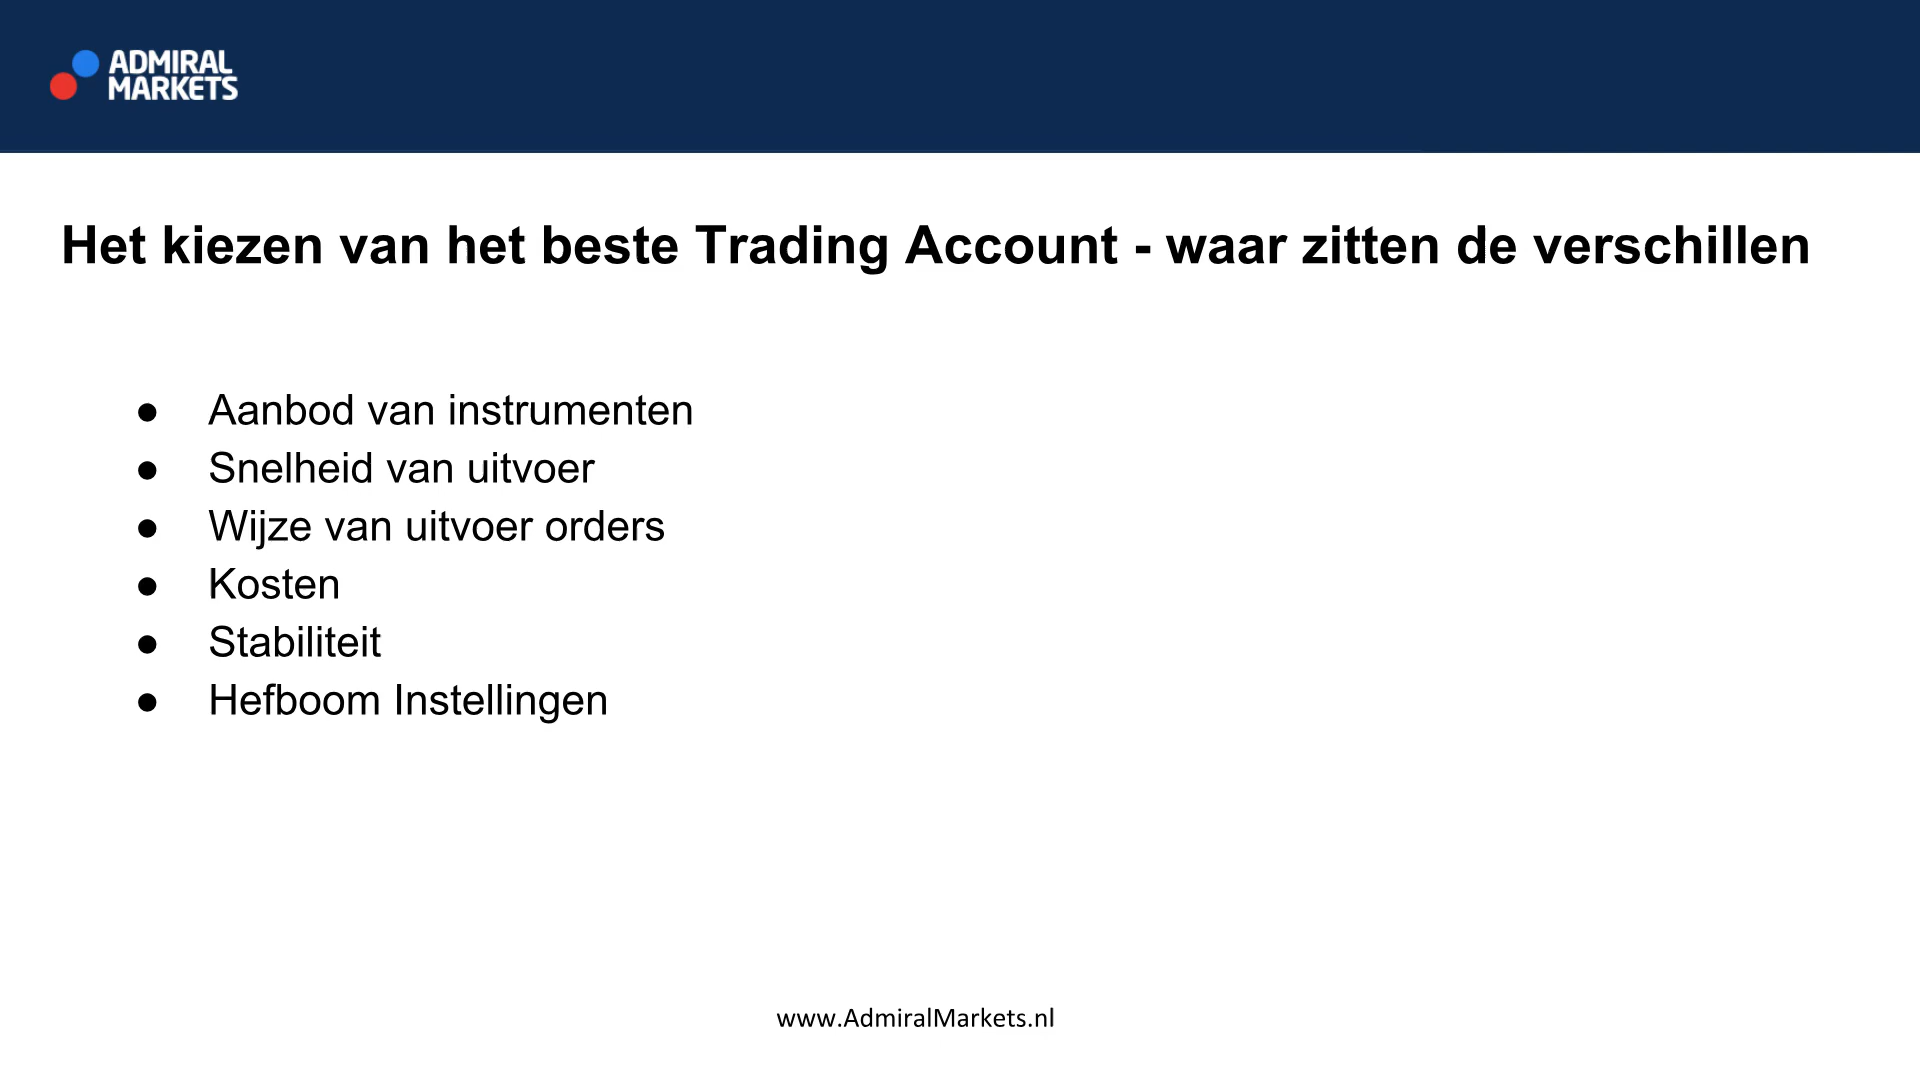 ADMIRAL
MARKETS
Het kiezen van het beste Trading Account - waar zitten de verschillen
● Aanbod van instrumenten
● Snelheid van uitvoer
● Wijze van uitvoer orders
● Kosten
● Stabiliteit
● Hefboom Instellingen
www.AdmiralMarkets.nl